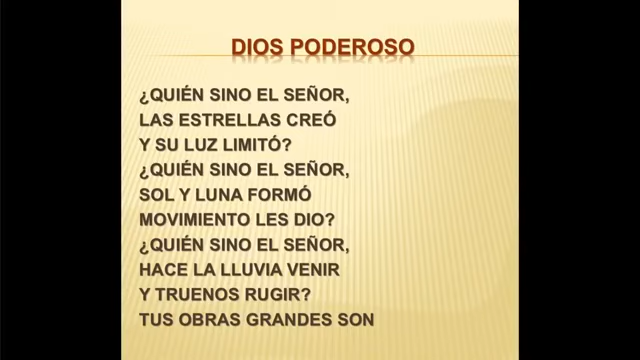 DIOS PODEROSO
¿QUIÉN SINO EL SEÑOR,
LAS ESTRELLAS CREÓ
Y SU LUZ LIMITÓ?
¿QUIÉN SINO EL SEÑOR,
SOL Y LUNA FORMÓ
MOVIMIENTO LES DIO?
¿QUIÉN SINO EL SEÑOR,
HACE LA LLUVIA VENIR
Y TRUENOS RUGIR?
TUS OBRAS GRANDES SON